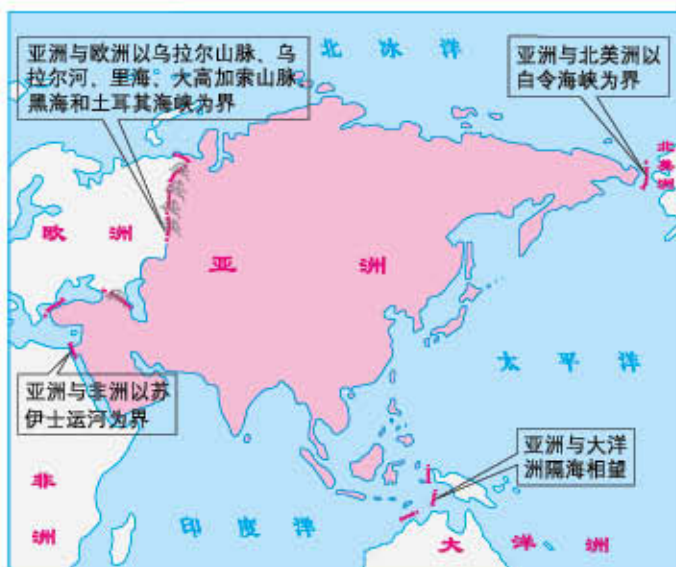 亚洲与欧洲以乌拉尔山脉、乌
拉尔河、里海、大高加索山脉、
黑海和土耳其海峡为界
北冰洋
亚洲与北美洲以
白令海峡为界
北美洲
欧洲
亚洲
太平洋
亚洲与非洲以苏
伊士运河为界
亚洲与大洋
洲隔海相望
非洲
印度洋
大洋洲